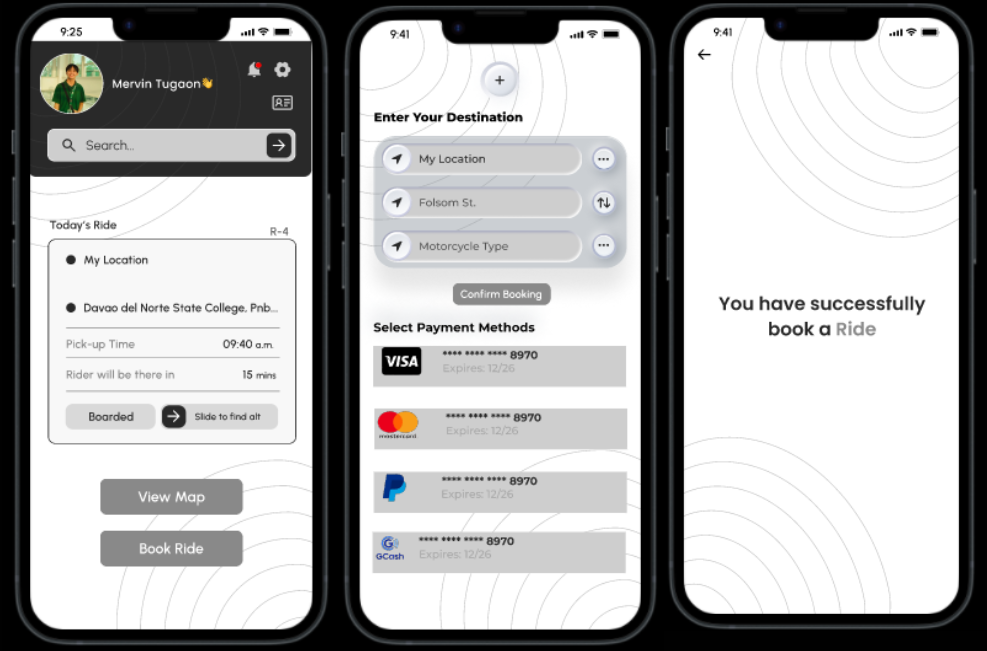 9:25
Mervin Tugaon👋
Search...
Today's Ride
R-4
My Location
Davao del Norte State College, Pnb...
Pick-up Time 09:40 a.m.
Rider will be there in 15 mins
Boarded Slide to find alt
View Map
Book Ride
9:41
+
Enter Your Destination
My Location
Folsom St.
Motorcycle Type
Confirm Booking
Select Payment Methods
VISA
**** **** **** 8970
Expires: 12/26
mastercard
**** **** **** 8970
Expires: 12/26
**** **** **** 8970
Expires: 12/26
GCash
**** **** **** 8970
Expires: 12/26
9:41
You have successfully
book a Ride